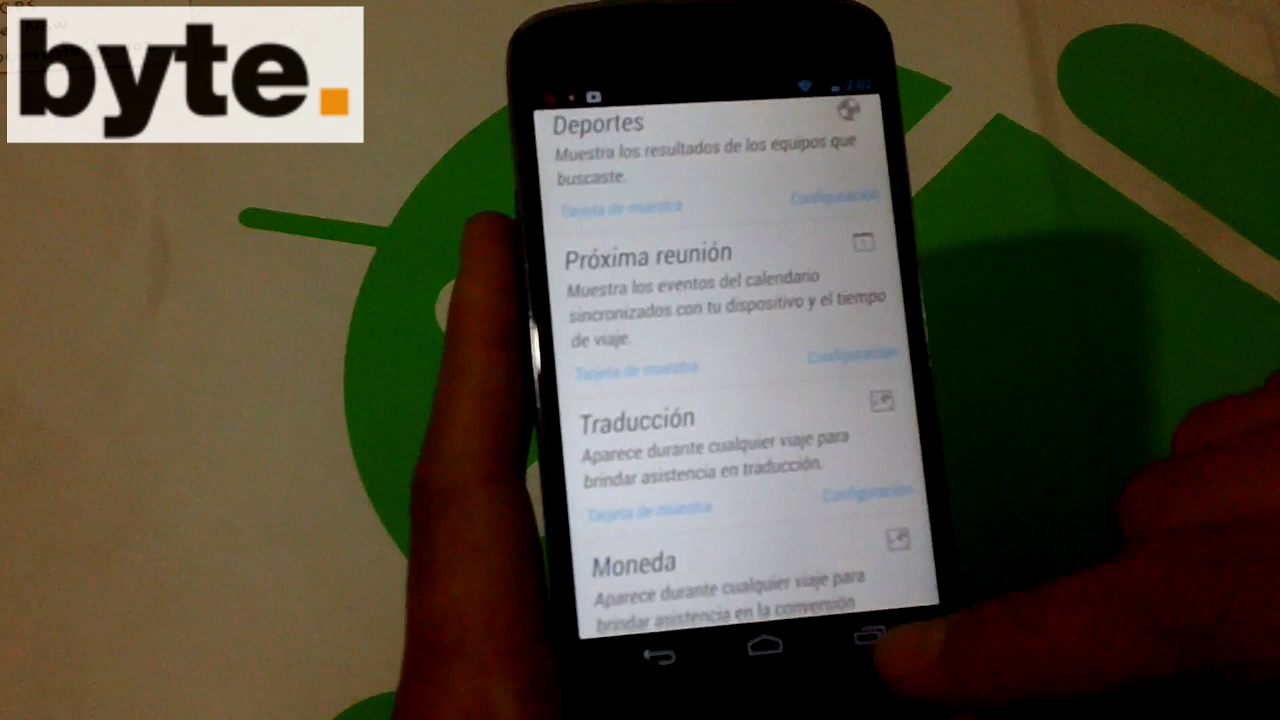 byte.
2:02
Deportes
Muestra los resultados de los equipos que
buscaste.
Tarjeta de muestra Configuración
Próxima reunión
Muestra los eventos del calendario
sincronizados con tu dispositivo y el tiempo
de viaje.
Tarjeta de muestra Configuración
Traducción
Aparece durante cualquier viaje para
brindar asistencia en traducción.
Tarjeta de muestra Configuración
Moneda
Aparece durante cualquier viaje para
brindar asistencia en la conversión